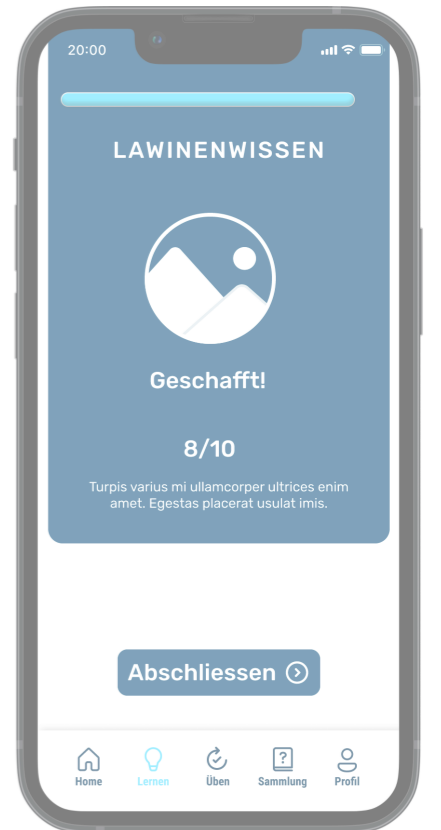 20:00
LAWINENWISSEN
Geschafft!
8/10
Turpis varius mi ullamcorper ultrices enim
amet. Egestas placerat usulat imis.
Abschliessen
?
Home Lernen Üben Sammlung Profil